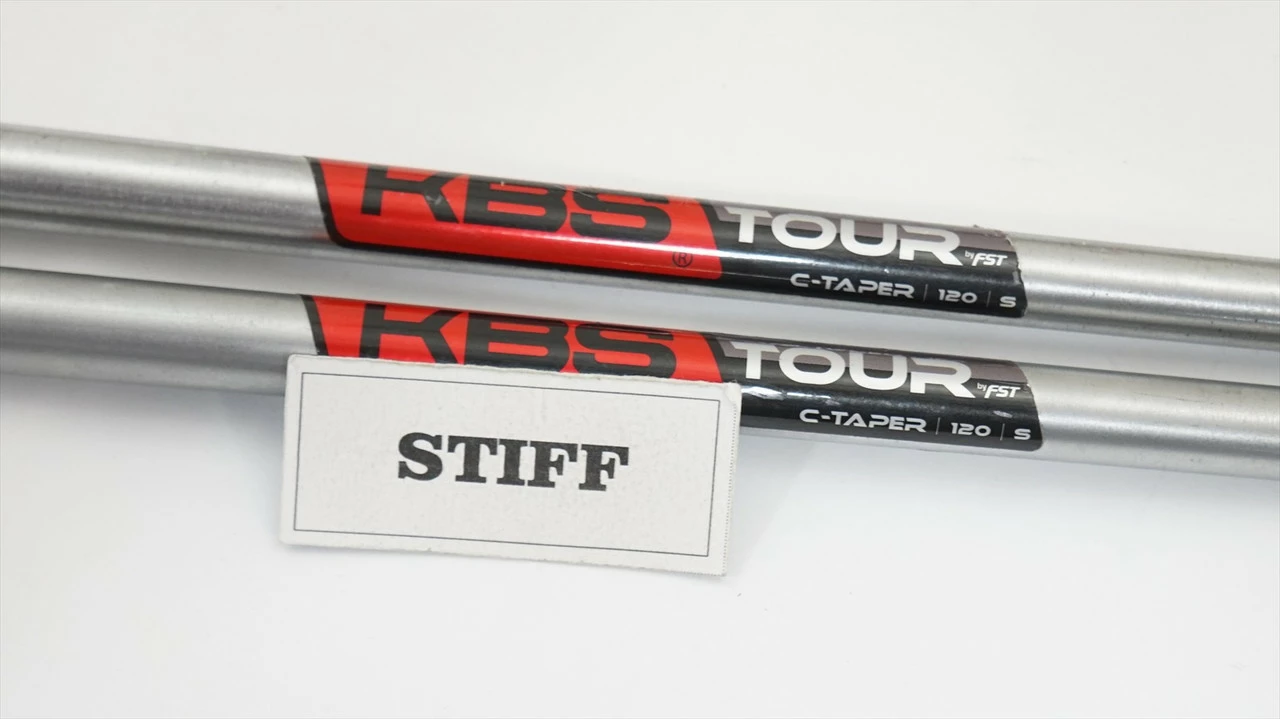 KBS TOUR by FST
®
C-TAPER | 120 | S
KBS TOUR by FST
C-TAPER | 120 | S
STIFF